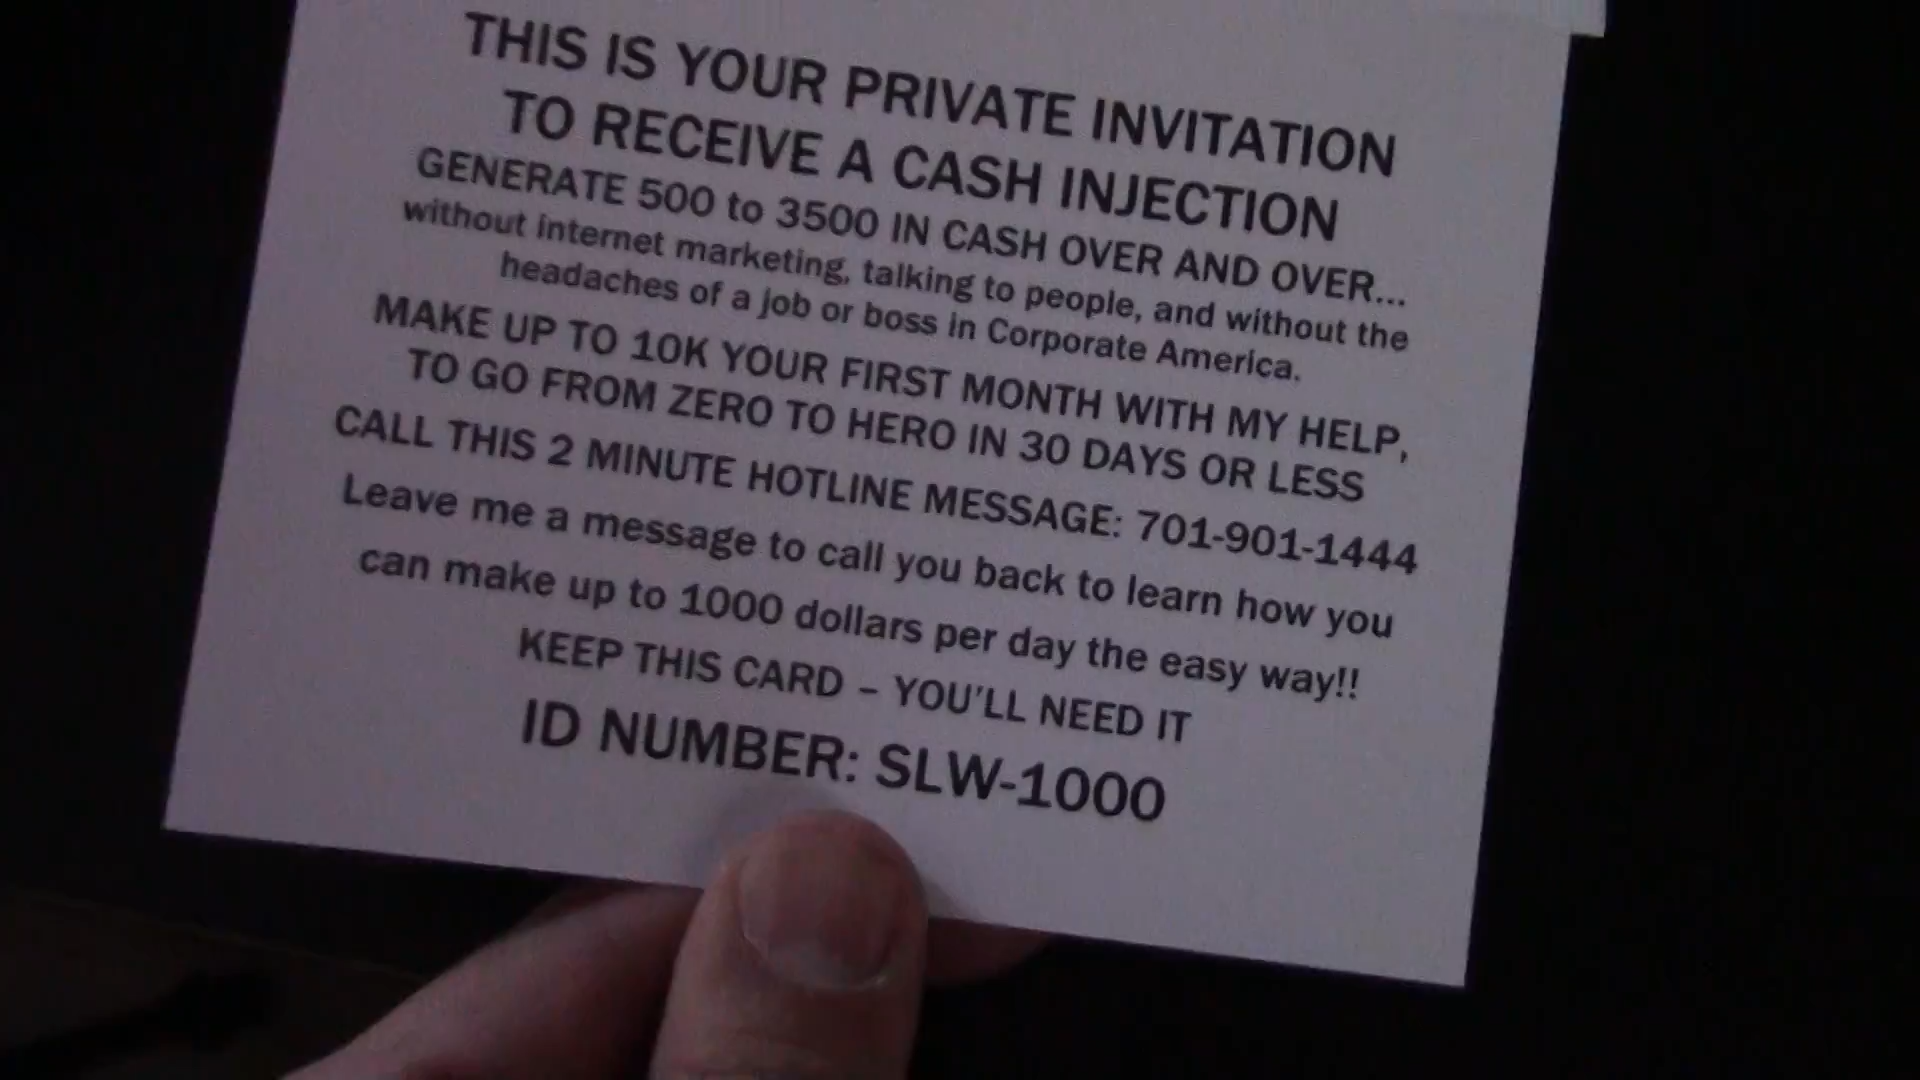 THIS IS YOUR PRIVATE INVITATION
TO RECEIVE A CASH INJECTION
GENERATE 500 to 3500 IN CASH OVER AND OVER...
without internet marketing, talking to people, and without the
headaches of a job or boss in Corporate America.
MAKE UP TO 10K YOUR FIRST MONTH WITH MY HELP,
TO GO FROM ZERO TO HERO IN 30 DAYS OR LESS
CALL THIS 2 MINUTE HOTLINE MESSAGE: 701-901-1444
Leave me a message to call you back to learn how you
can make up to 1000 dollars per day the easy way!!
KEEP THIS CARD – YOU'LL NEED IT
ID NUMBER: SLW-1000